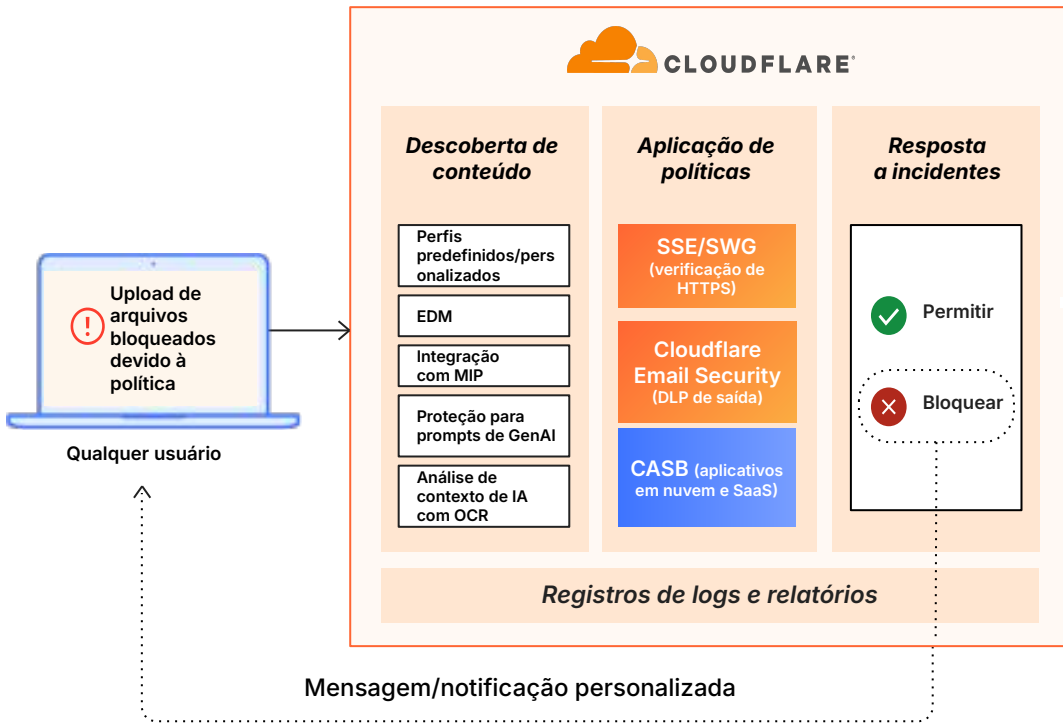 CLOUDFLARE
Descoberta de
conteúdo
Perfis
predefinidos/pers
onalizados
EDM
Integração
com MIP
Proteção para
prompts de GenAI
Análise de
contexto de IA
com OCR
Aplicação de
políticas
SSE/SWG
(verificação de
HTTPS)
Cloudflare
Email Security
(DLP de saída)
CASB (aplicativos
em nuvem e SaaS)
Resposta
a incidentes
Permitir
Bloquear
Upload de
arquivos
bloqueados
devido à
política
Qualquer usuário
Registros de logs e relatórios
Mensagem/notificação personalizada